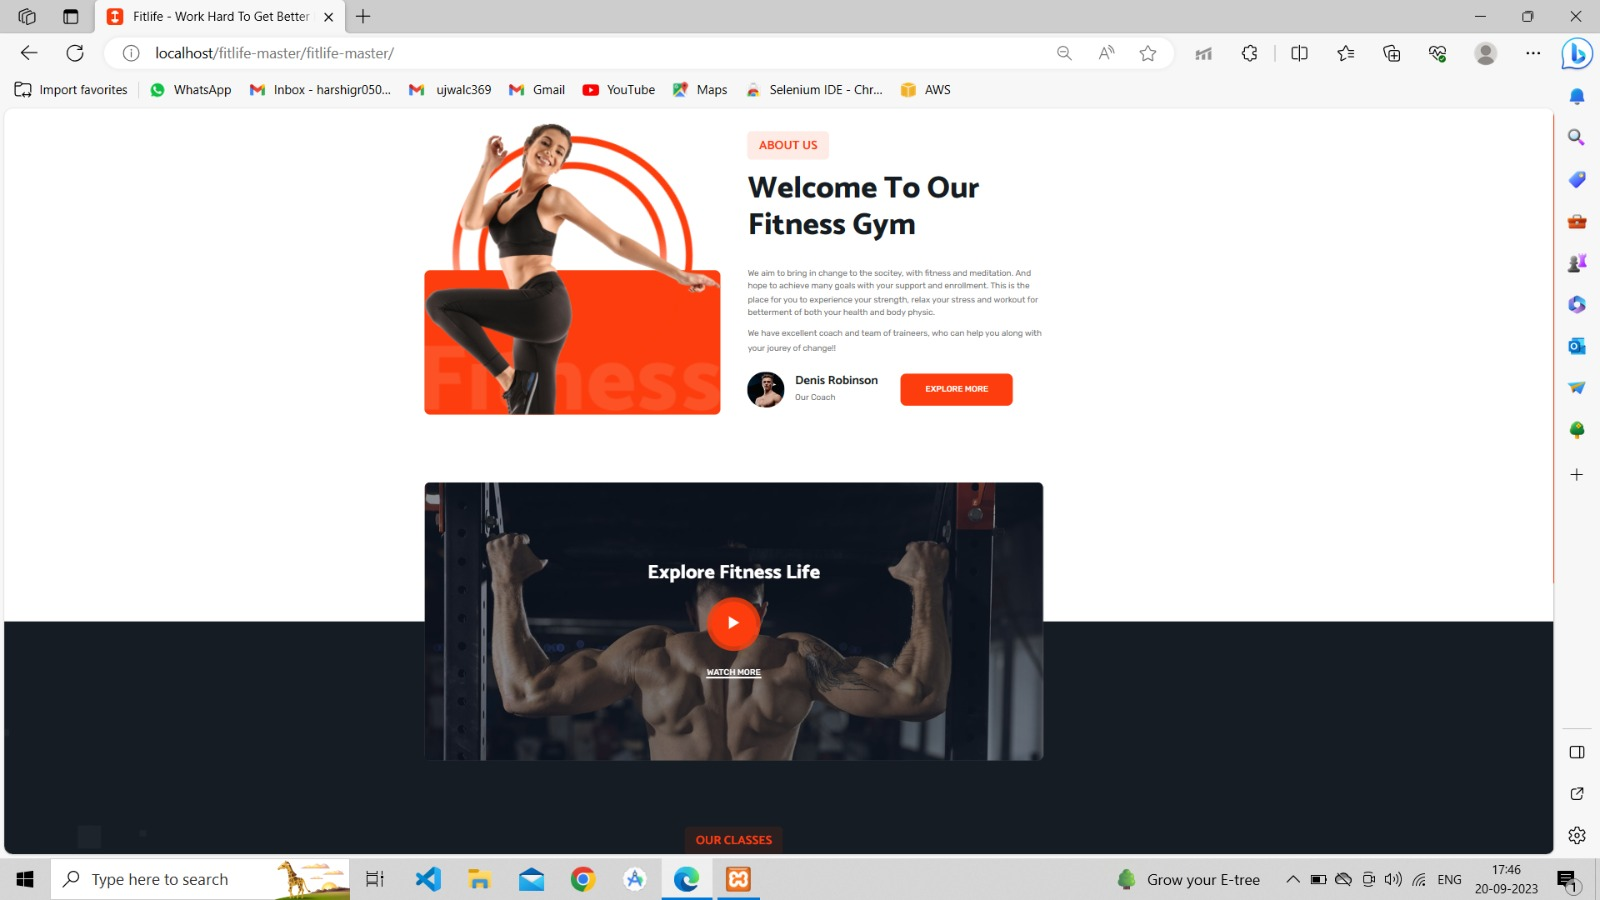 Fitlife - Work Hard To Get Better
localhost/fitlife-master/fitlife-master/
Import favorites
WhatsApp
Inbox - harshigr050...
ujwalc369
Gmail
YouTube
Maps
Selenium IDE - Chr...
AWS
ABOUT US
Welcome To Our
Fitness Gym
We aim to bring in change to the socitey, with fitness and meditation. And
hope to achieve many goals with your support and enrollment. This is the
place for you to experience your strength, relax your stress and workout for
betterment of both your health and body physic.
We have excellent coach and team of traineers, who can help you along with
your jourey of change!!
Denis Robinson
Our Coach
EXPLORE MORE
Fitness
Explore Fitness Life
WATCH MORE
OUR CLASSES
Type here to search
Grow your E-tree
ENG
17:46
20-09-2023
1